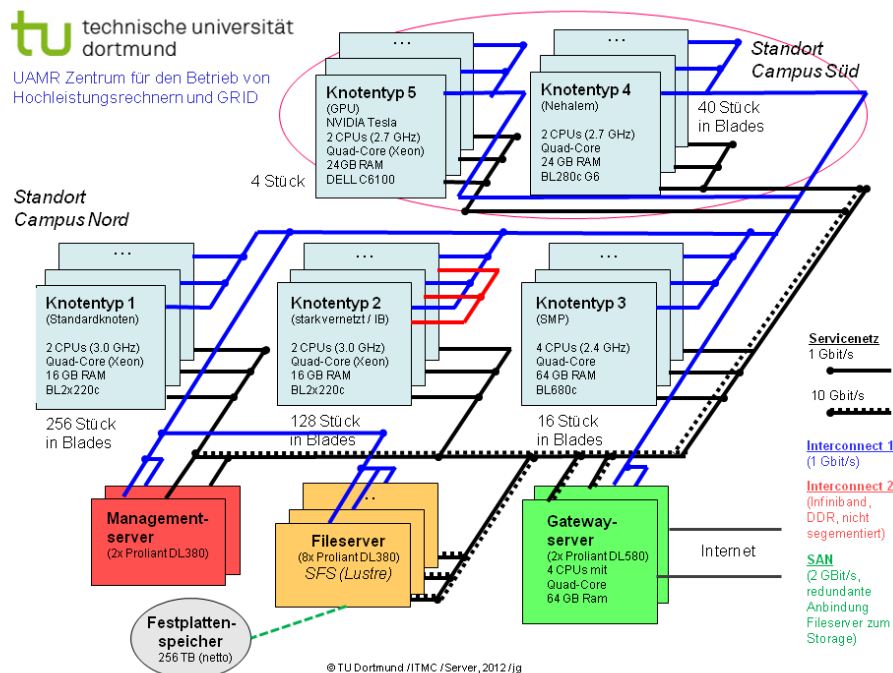 technische universität
dortmund
UAMR Zentrum für den Betrieb von
Hochleistungsrechnern und GRID
Standort
Campus Süd
...
Knotentyp 5
(GPU)
NVIDIA Tesla
2 CPUs (2.7 GHz)
Quad-Core (Xeon)
24GB RAM
DELL C6100
4 Stück
...
Knotentyp 4
(Nehalem)
2 CPUs (2.7 GHz)
Quad-Core
24 GB RAM
BL280c G6
40 Stück
in Blades
Standort
Campus Nord
...
Knotentyp 1
(Standardknoten)
2 CPUs (3.0 GHz)
Quad-Core (Xeon)
16 GB RAM
BL2x220c
256 Stück
in Blades
...
Knotentyp 2
(starkvernetzt / IB)
2 CPUs (3.0 GHz)
Quad-Core (Xeon)
16 GB RAM
BL2x220c
128 Stück
in Blades
...
Knotentyp 3
(SMP)
4 CPUs (2.4 GHz)
Quad-Core
64 GB RAM
BL680c
16 Stück
in Blades
Servicenetz
1 Gbit/s
10 Gbit/s
Interconnect 1
(1 Gbit/s)
Interconnect 2
(Infiniband,
DDR, nicht
segementiert)
SAN
(2 GBit/s,
redundante
Anbindung
Fileserver zum
Storage)
Management-
server
(2x Proliant DL380)
..
Fileserver
(8x Proliant DL380)
SFS (Lustre)
Gateway-
server
(2x Proliant DL580)
4 CPUs mit
Quad-Core
64 GB Ram
Internet
Festplatten-
speicher
256 TB (netto)
© TU Dortmund / ITMC / Server, 2012 / jg